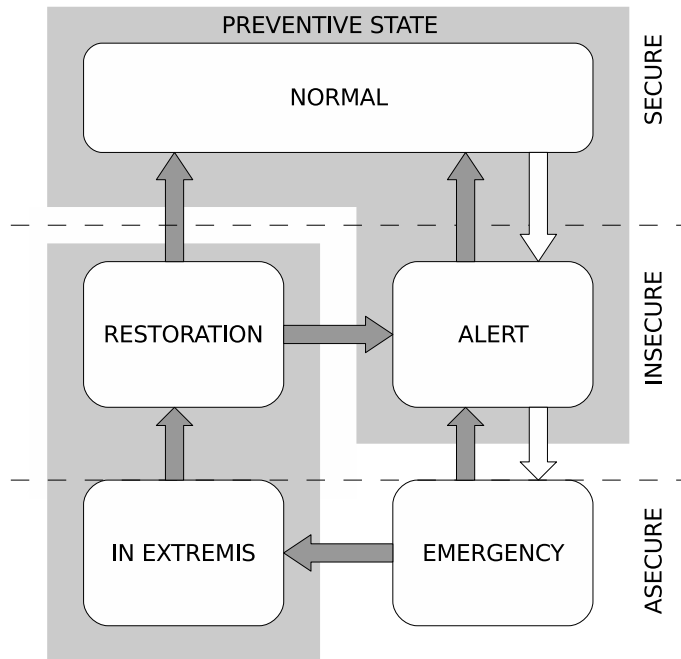 PREVENTIVE STATE
NORMAL
SECURE
RESTORATION
ALERT
INSECURE
IN EXTREMIS
EMERGENCY
ASECURE